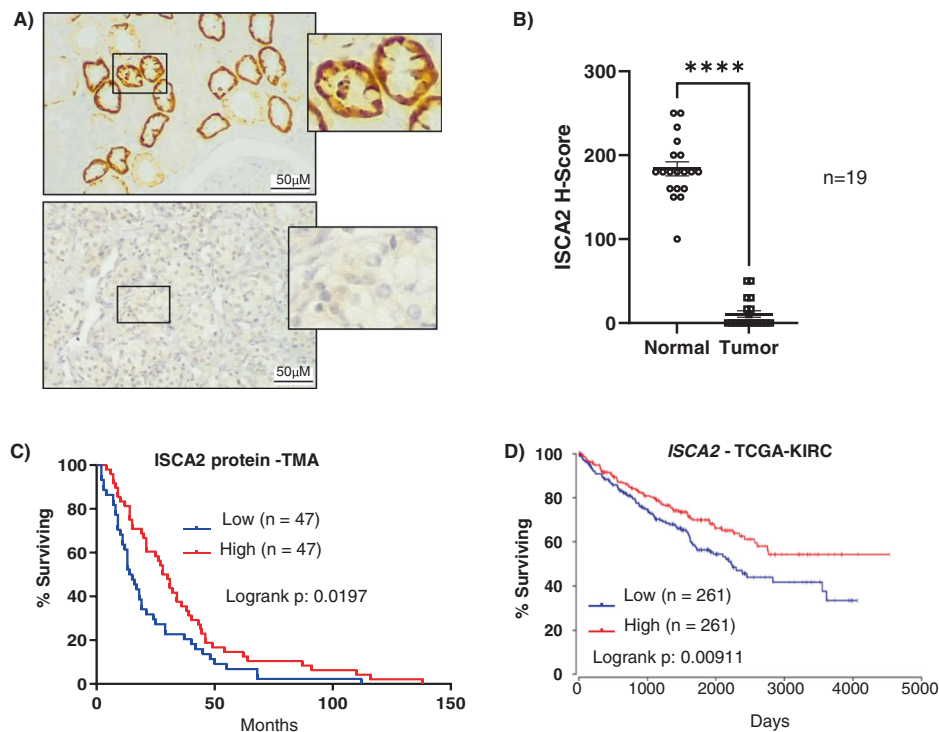 A)
50µM
50µM
B)
ISCA2 H-Score
300
200
100
0
****
n=19
Normal Tumor
C)
ISCA2 protein -TMA
% Surviving
100
80
60
40
20
0
Low (n = 47)
High (n = 47)
Logrank p: 0.0197
0 50 100 150
Months
D)
ISCA2 - TCGA-KIRC
% Surviving
100
80
60
40
20
0
Low (n = 261)
High (n = 261)
Logrank p: 0.00911
0 1000 2000 3000 4000 5000
Days